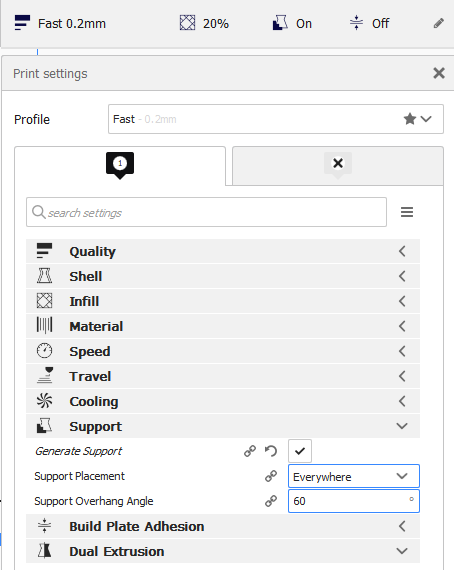 Fast 0.2mm 20% On Off
Print settings
Profile Fast - 0.2mm
1
search settings
Quality
Shell
Infill
Material
Speed
Travel
Cooling
Support
Generate Support
Support Placement Everywhere
Support Overhang Angle 60 °
Build Plate Adhesion
Dual Extrusion